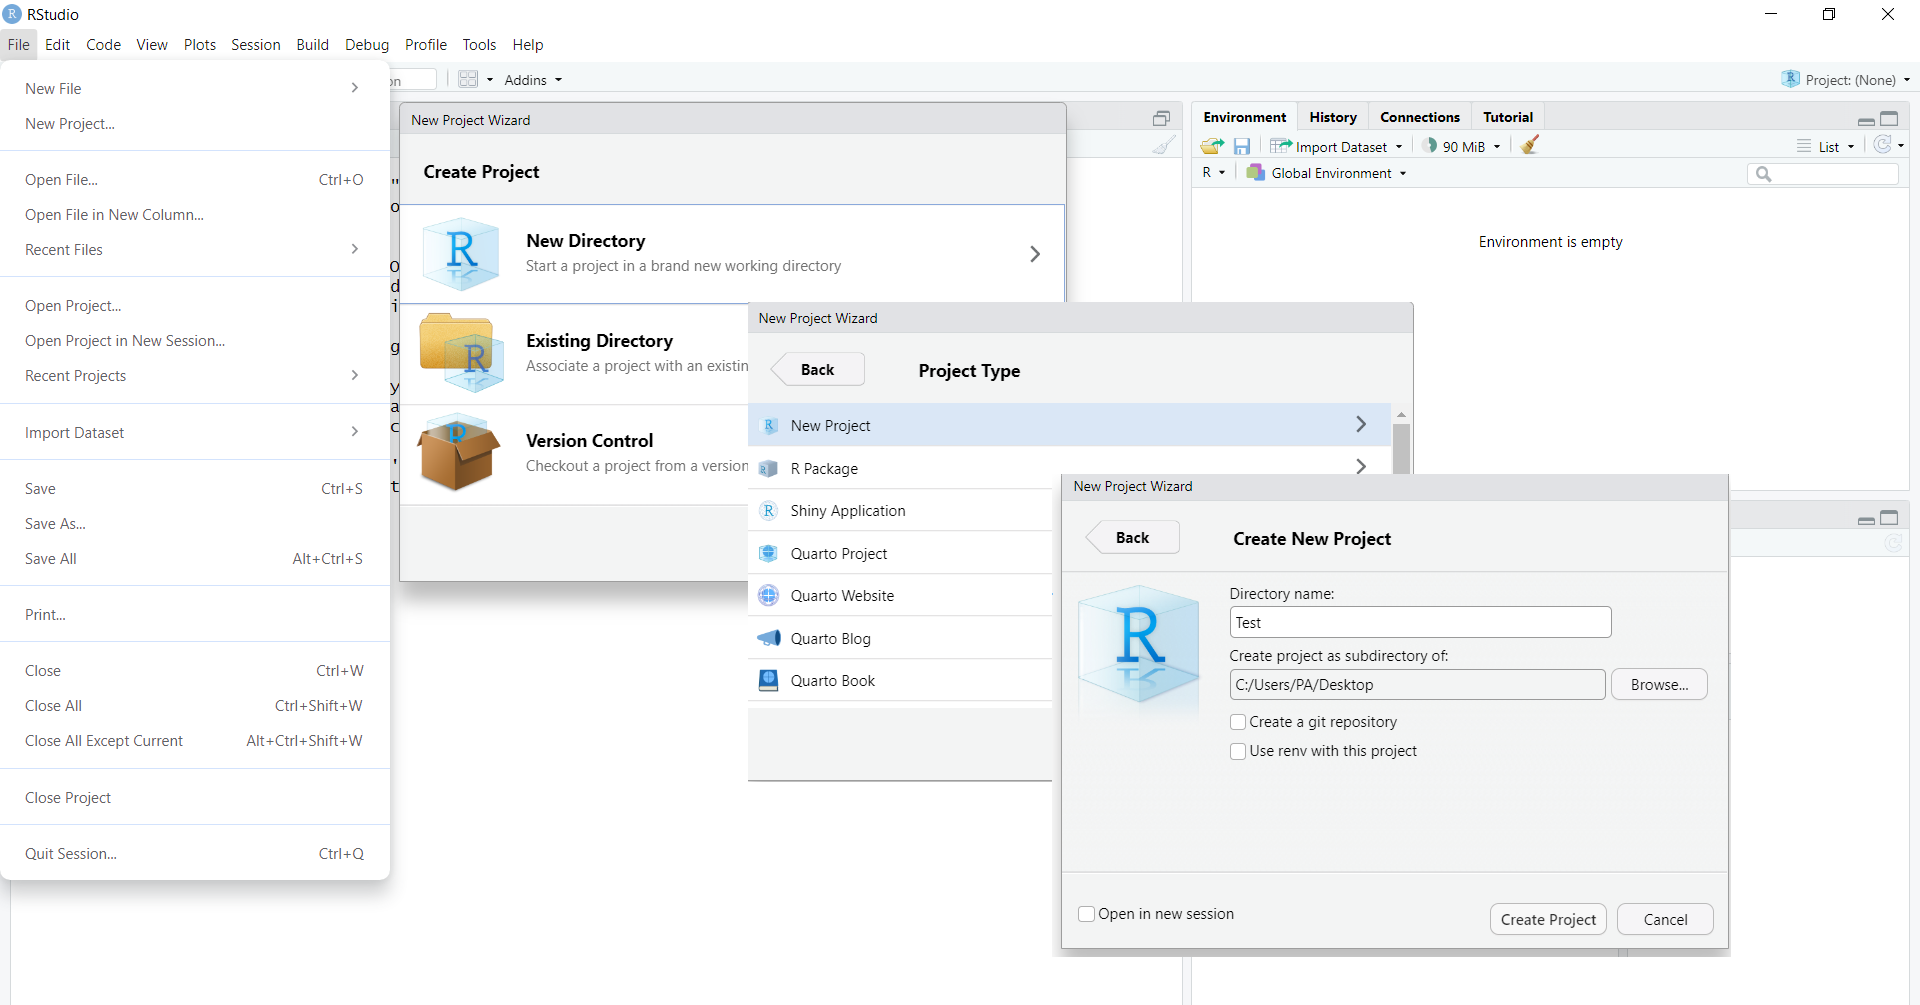 RStudio
File Edit Code View Plots Session Build Debug Profile Tools Help
Addins
Project: (None)
New File
New Project...
Open File... Ctrl+O
Open File in New Column...
Recent Files
Open Project...
Open Project in New Session...
Recent Projects
Import Dataset
Save Ctrl+S
Save As...
Save All Alt+Ctrl+S
Print...
Close Ctrl+W
Close All Ctrl+Shift+W
Close All Except Current Alt+Ctrl+Shift+W
Close Project
Quit Session... Ctrl+Q
New Project Wizard
Create Project
New Directory
Start a project in a brand new working directory
Existing Directory
Associate a project with an existin
Version Control
Checkout a project from a version
New Project Wizard
Back Project Type
New Project
R Package
Shiny Application
Quarto Project
Quarto Website
Quarto Blog
Quarto Book
New Project Wizard
Back Create New Project
Directory name:
Test
Create project as subdirectory of:
C:/Users/PA/Desktop Browse...
Create a git repository
Use renv with this project
Open in new session Create Project Cancel
Environment History Connections Tutorial
Import Dataset 90 MiB List
R Global Environment
Environment is empty